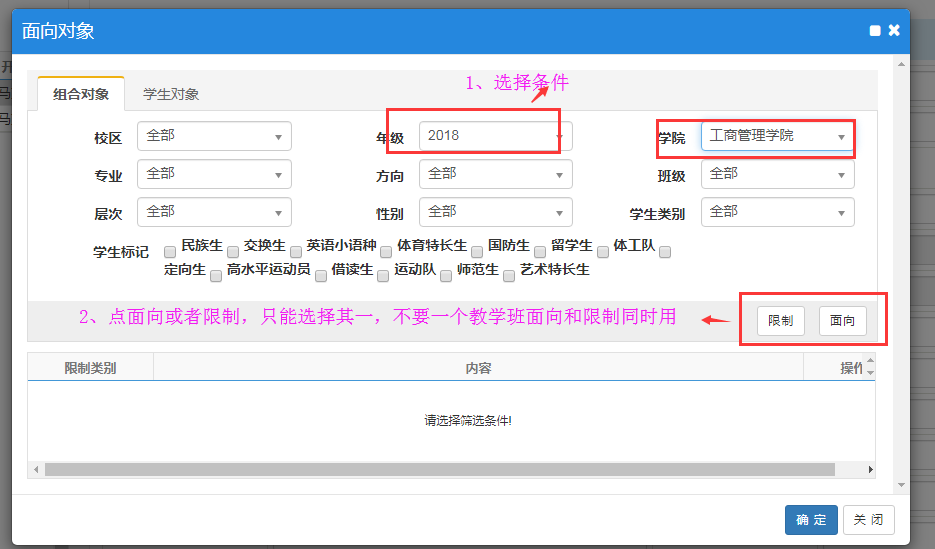 面向对象
开
马
马
1、选择条件
组合对象 学生对象
校区 全部 年级 2018 学院 工商管理学院
专业 全部 方向 全部 班级 全部
层次 全部 性别 全部 学生类别 全部
学生标记 民族生 交换生 英语小语种 体育特长生 国防生 留学生 体工队
定向生 高水平运动员 借读生 运动队 师范生 艺术特长生
2、点面向或者限制，只能选择其一，不要一个教学班面向和限制同时用 限制 面向
限制类别 内容 操作
请选择筛选条件!
确 定 关 闭